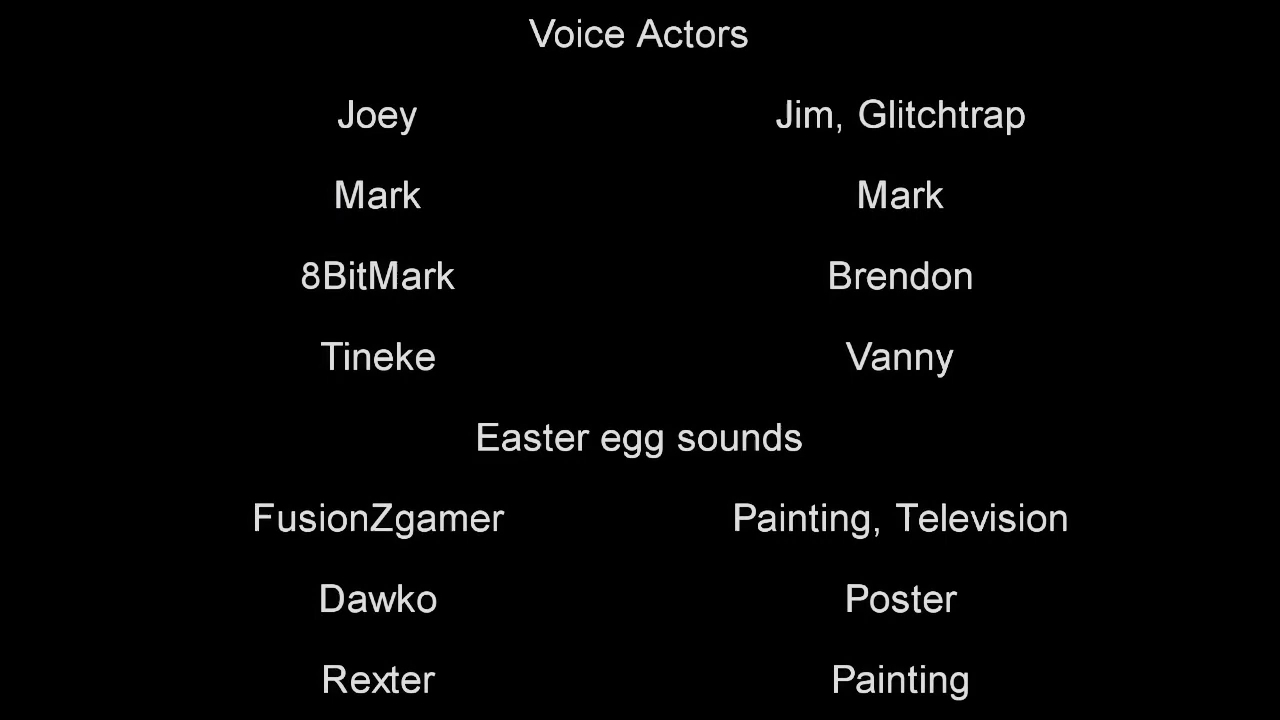 Voice Actors
Joey Jim, Glitchtrap
Mark Mark
8BitMark Brendon
Tineke Vanny
Easter egg sounds
FusionZgamer Painting, Television
Dawko Poster
Rexter Painting